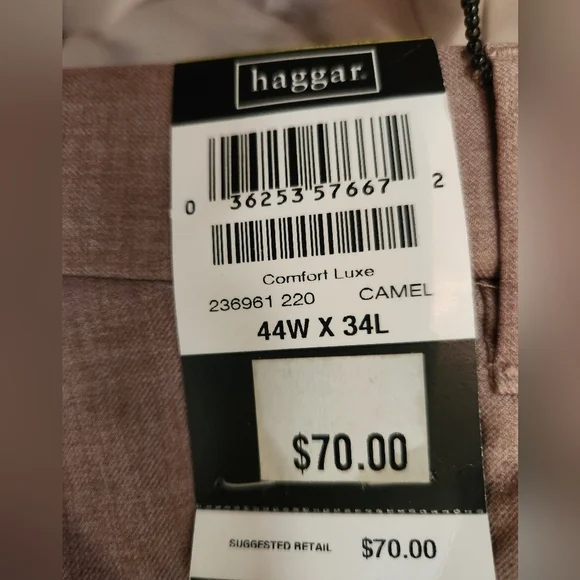 haggar.
0 36253 57667 2
Comfort Luxe
236961 220 CAMEL
44W X 34L
$70.00
SUGGESTED RETAIL $70.00